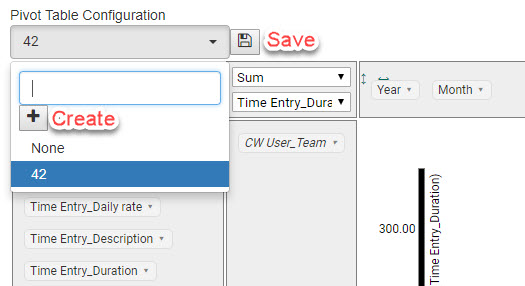 Pivot Table Configuration
42
Save
Create
None
42
Sum
Time Entry_Dura
Year
Month
CW User_Team
Time Entry_Daily rate
Time Entry_Description
Time Entry_Duration
300.00
Time Entry_Duration)